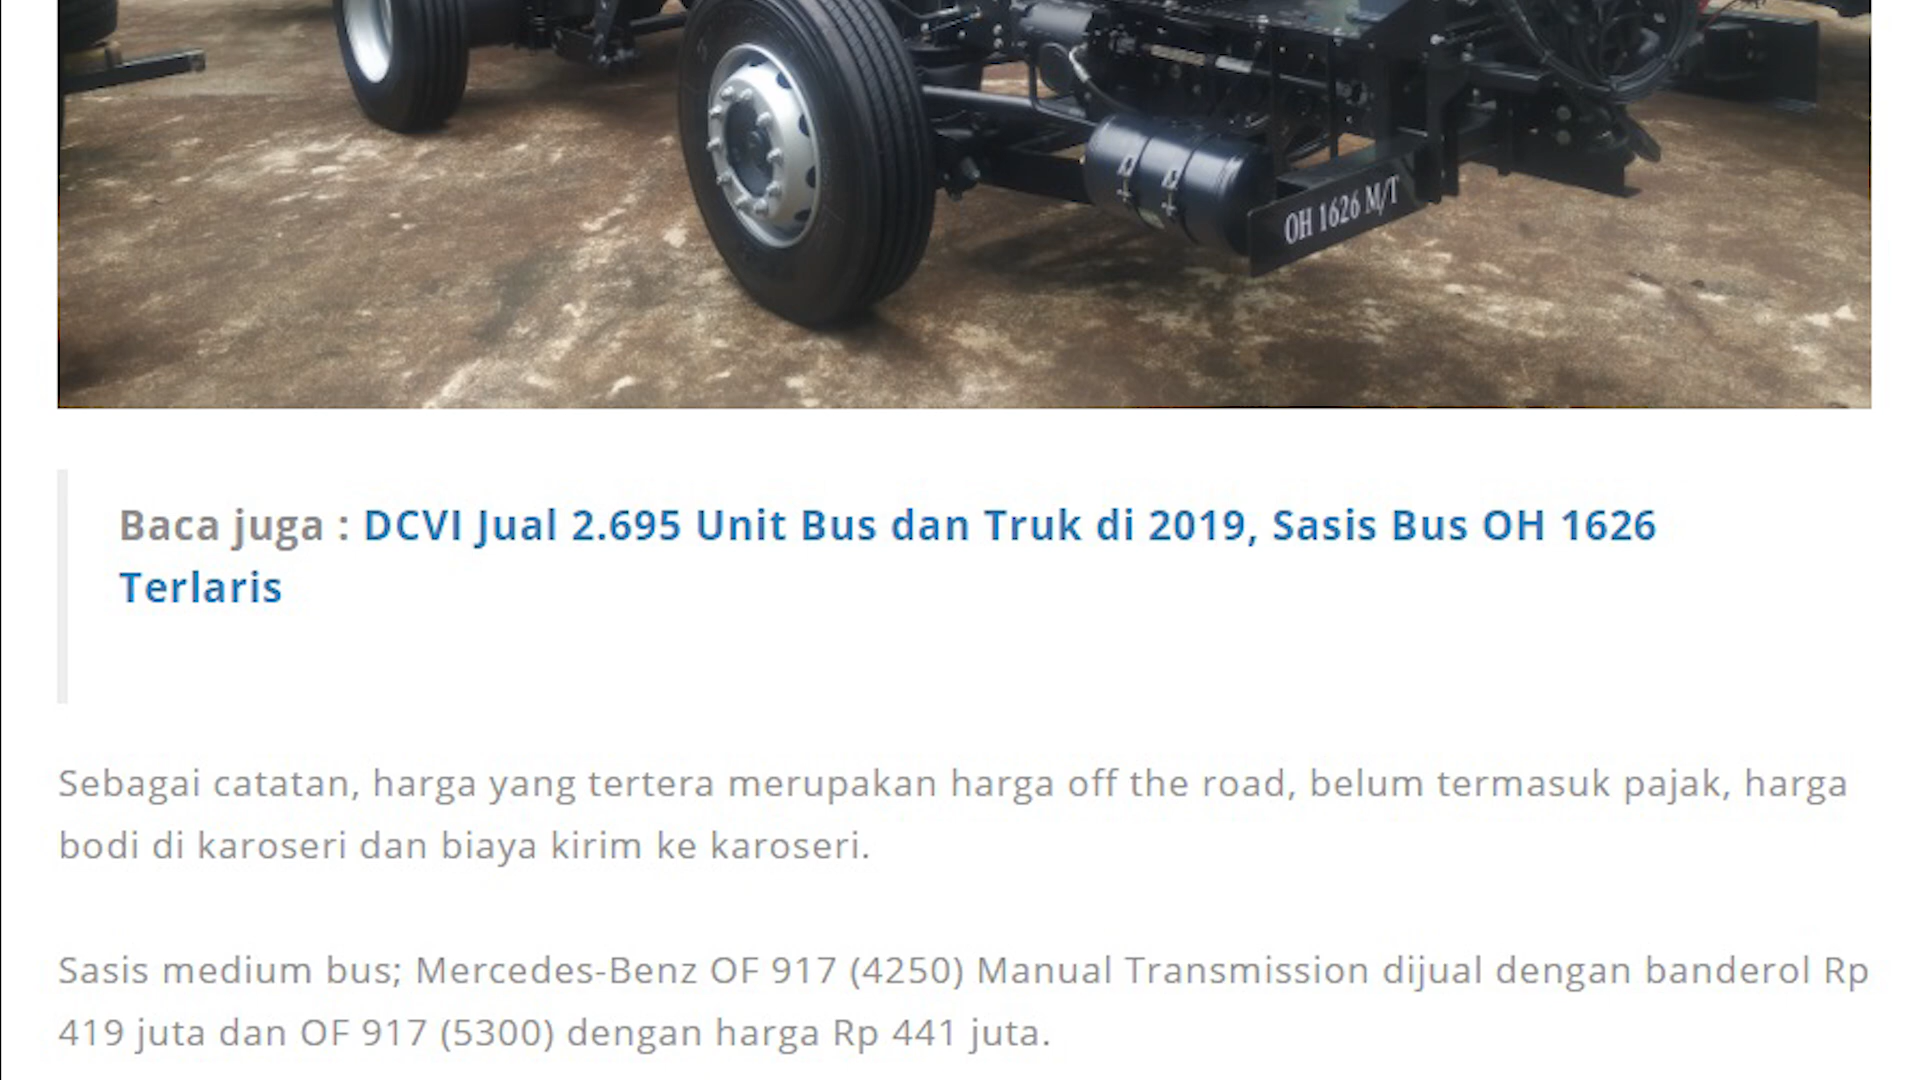 OH 1626 M/T
Baca juga : DCVI Jual 2.695 Unit Bus dan Truk di 2019, Sasis Bus OH 1626
Terlaris
Sebagai catatan, harga yang tertera merupakan harga off the road, belum termasuk pajak, harga
bodi di karoseri dan biaya kirim ke karoseri.
Sasis medium bus; Mercedes-Benz OF 917 (4250) Manual Transmission dijual dengan banderol Rp
419 juta dan OF 917 (5300) dengan harga Rp 441 juta.